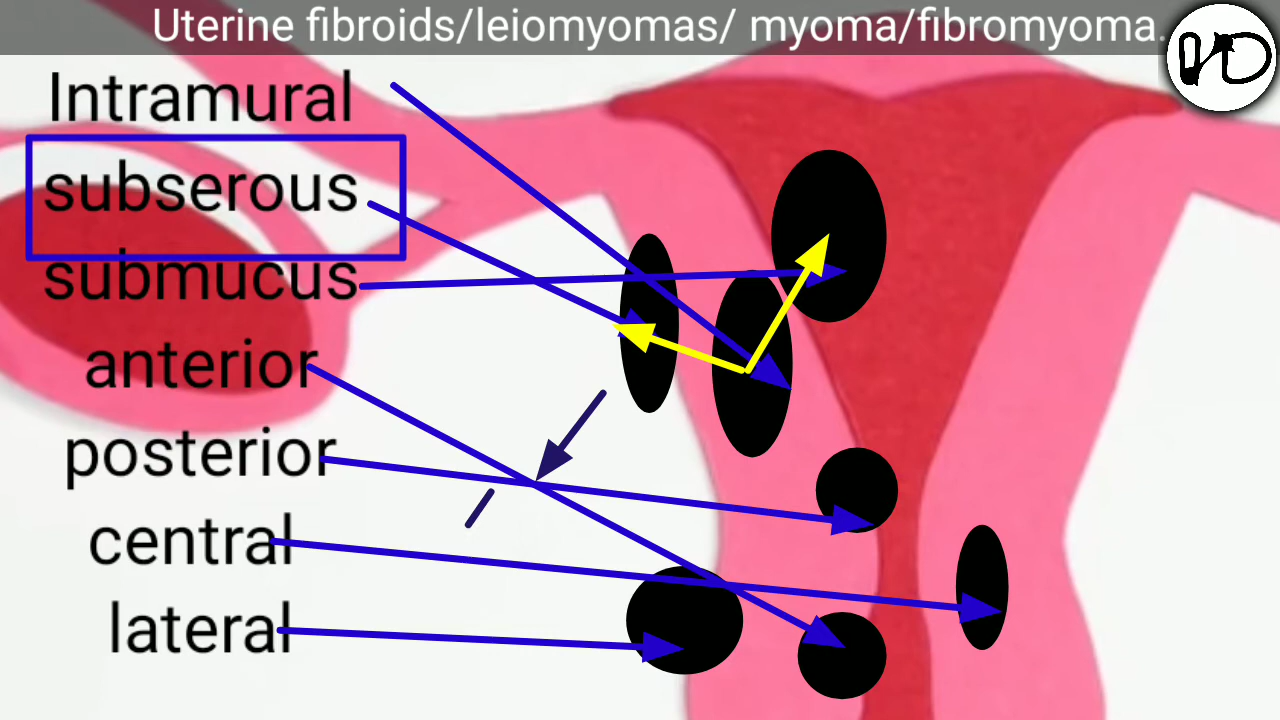 Uterine fibroids/leiomyomas/ myoma/fibromyoma.
Intramural
subserous
submucus
anterior
posterior
central
lateral